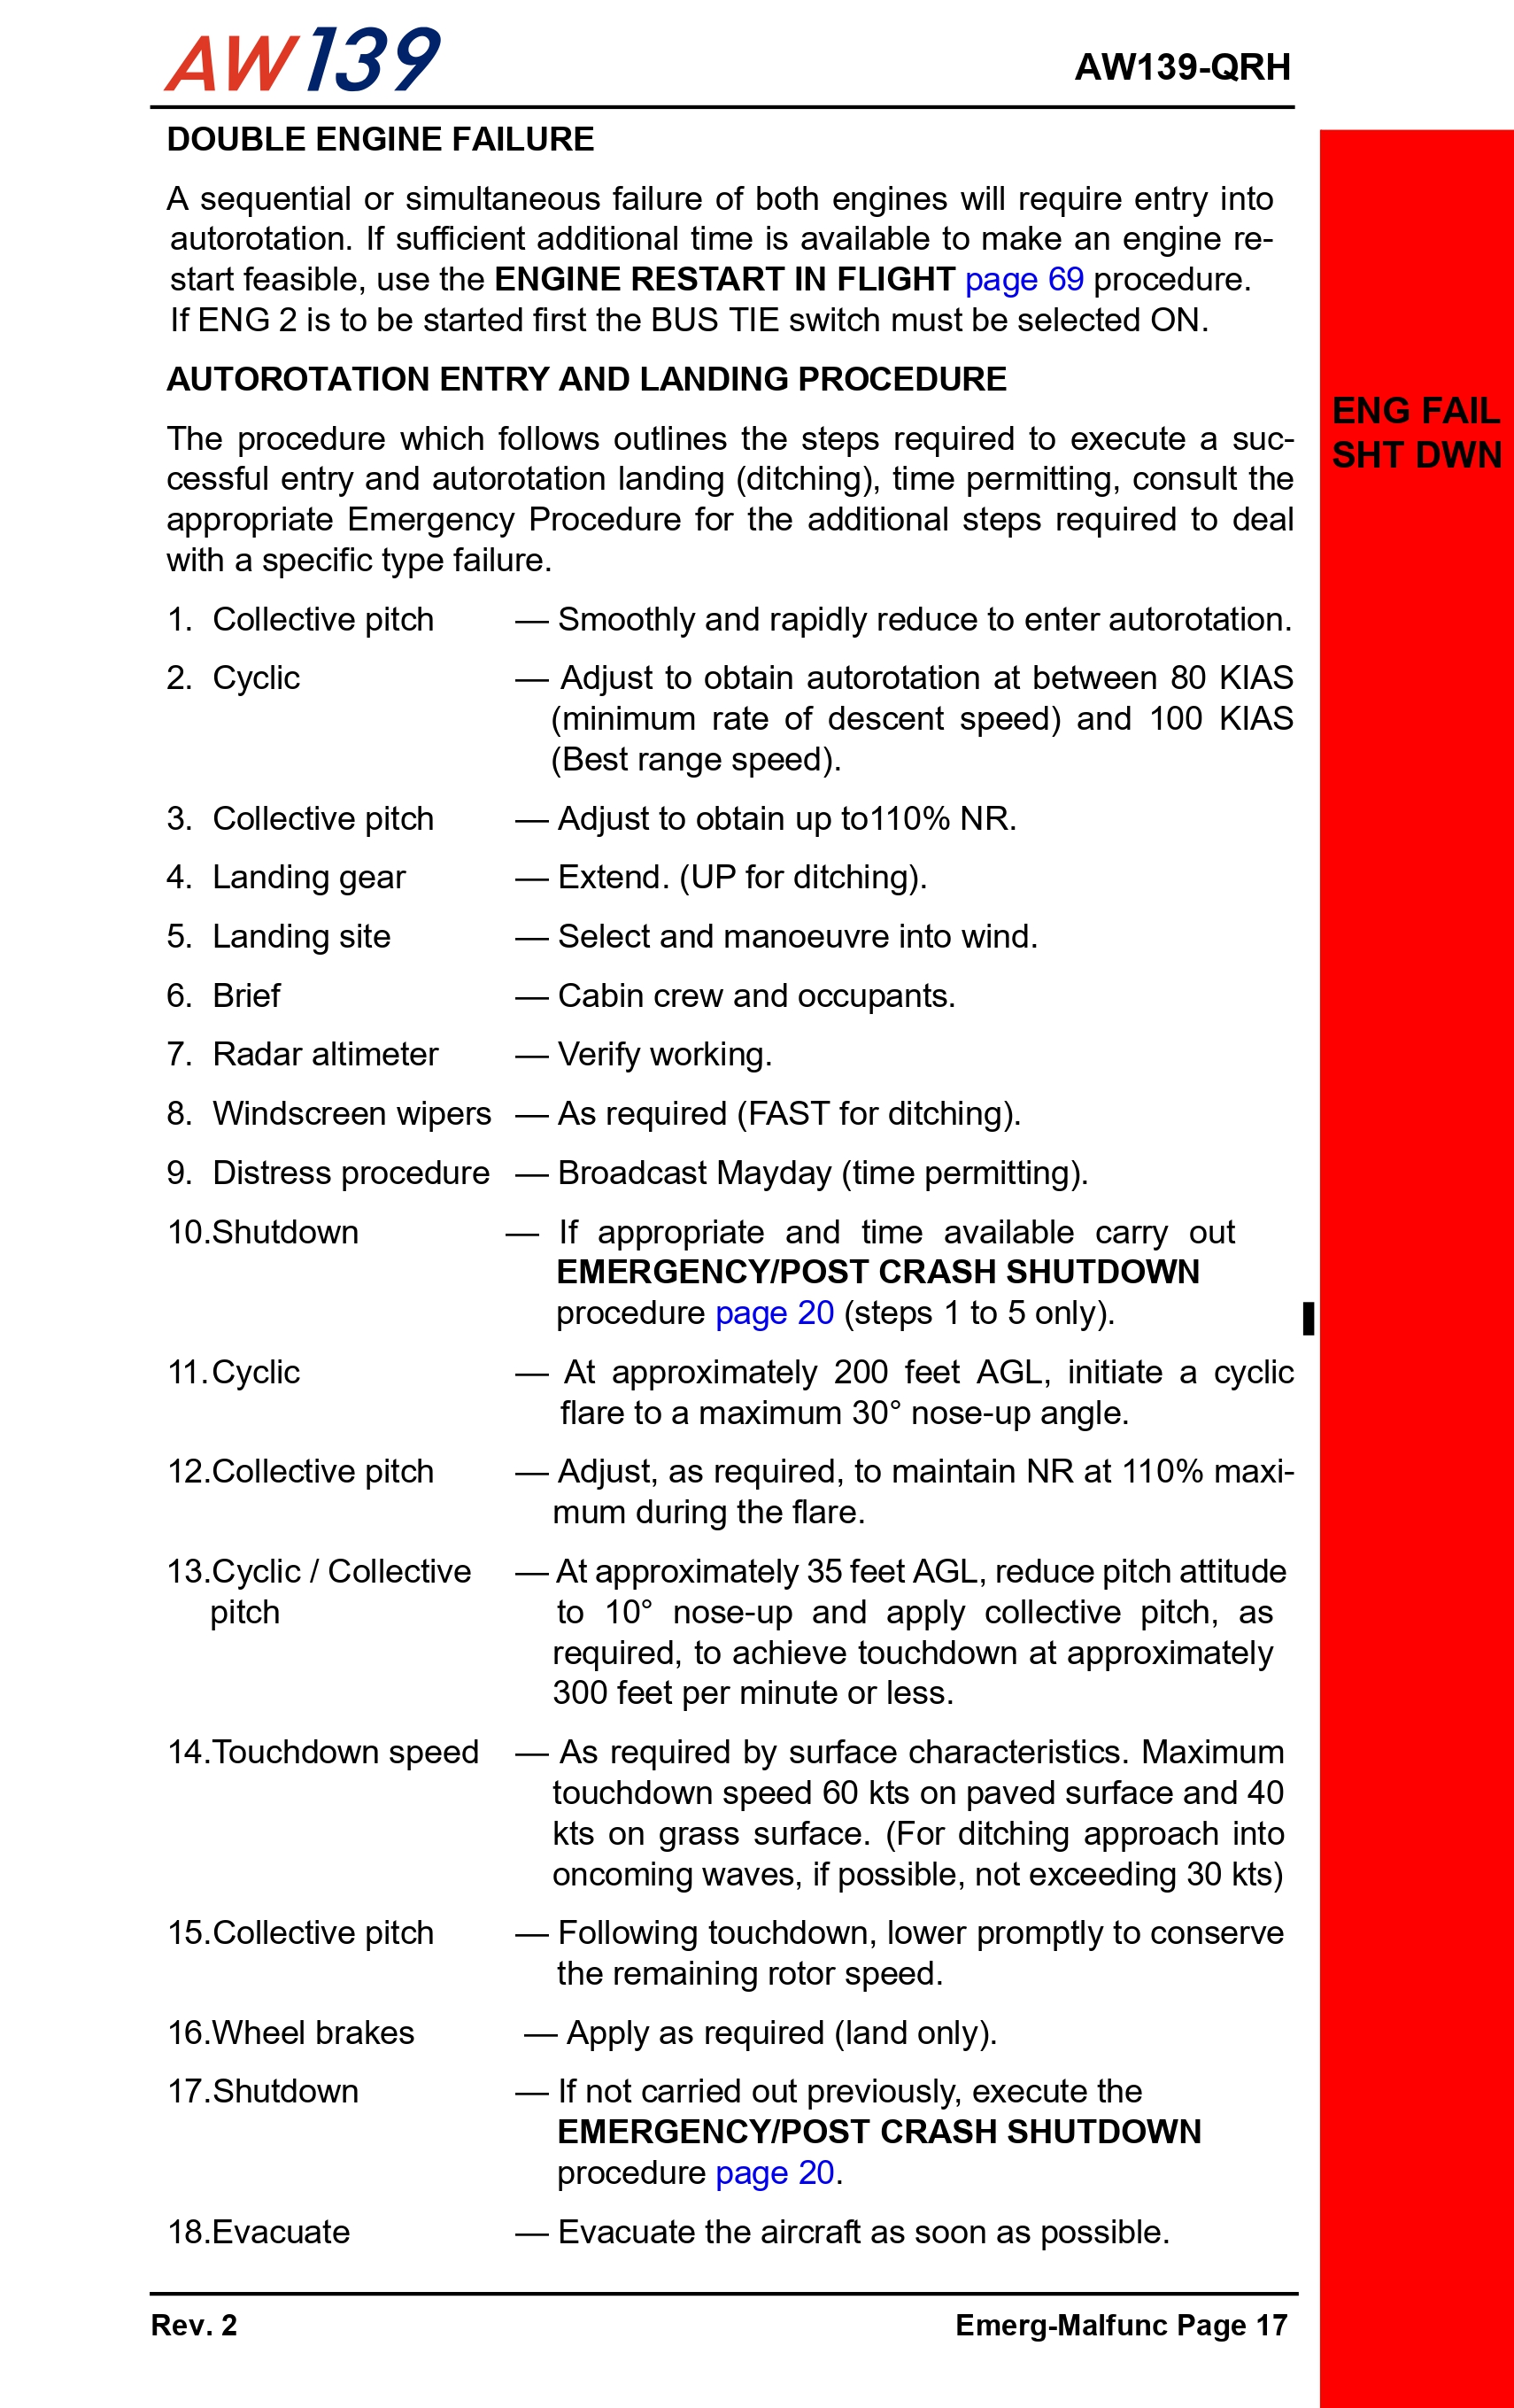 AW139
AW139-QRH
DOUBLE ENGINE FAILURE
A sequential or simultaneous failure of both engines will require entry into
autorotation. If sufficient additional time is available to make an engine re-
start feasible, use the ENGINE RESTART IN FLIGHT page 69 procedure.
If ENG 2 is to be started first the BUS TIE switch must be selected ON.
AUTOROTATION ENTRY AND LANDING PROCEDURE
The procedure which follows outlines the steps required to execute a suc-
cessful entry and autorotation landing (ditching), time permitting, consult the
appropriate Emergency Procedure for the additional steps required to deal
with a specific type failure.
1. Collective pitch — Smoothly and rapidly reduce to enter autorotation.
2. Cyclic — Adjust to obtain autorotation at between 80 KIAS
(minimum rate of descent speed) and 100 KIAS
(Best range speed).
3. Collective pitch — Adjust to obtain up to110% NR.
4. Landing gear — Extend. (UP for ditching).
5. Landing site — Select and manoeuvre into wind.
6. Brief — Cabin crew and occupants.
7. Radar altimeter — Verify working.
8. Windscreen wipers — As required (FAST for ditching).
9. Distress procedure — Broadcast Mayday (time permitting).
10.Shutdown — If appropriate and time available carry out
EMERGENCY/POST CRASH SHUTDOWN
procedure page 20 (steps 1 to 5 only).
11.Cyclic — At approximately 200 feet AGL, initiate a cyclic
flare to a maximum 30° nose-up angle.
12.Collective pitch — Adjust, as required, to maintain NR at 110% maxi-
mum during the flare.
13.Cyclic / Collective — At approximately 35 feet AGL, reduce pitch attitude
pitch to 10° nose-up and apply collective pitch, as
required, to achieve touchdown at approximately
300 feet per minute or less.
14.Touchdown speed — As required by surface characteristics. Maximum
touchdown speed 60 kts on paved surface and 40
kts on grass surface. (For ditching approach into
oncoming waves, if possible, not exceeding 30 kts)
15.Collective pitch — Following touchdown, lower promptly to conserve
the remaining rotor speed.
16.Wheel brakes — Apply as required (land only).
17.Shutdown — If not carried out previously, execute the
EMERGENCY/POST CRASH SHUTDOWN
procedure page 20.
18.Evacuate — Evacuate the aircraft as soon as possible.
Rev. 2
Emerg-Malfunc Page 17
ENG FAIL
SHT DWN